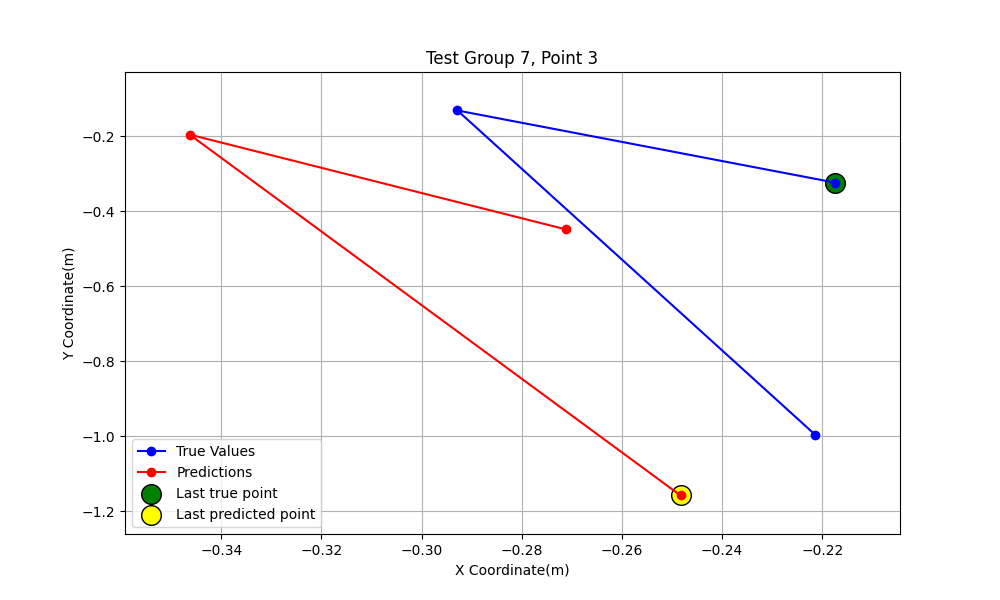 Test Group 7, Point 3
Y Coordinate(m)
−0.2
−0.4
−0.6
−0.8
−1.0
−1.2
True Values
Predictions
Last true point
Last predicted point
−0.34 −0.32 −0.30 −0.28 −0.26 −0.24 −0.22
X Coordinate(m)